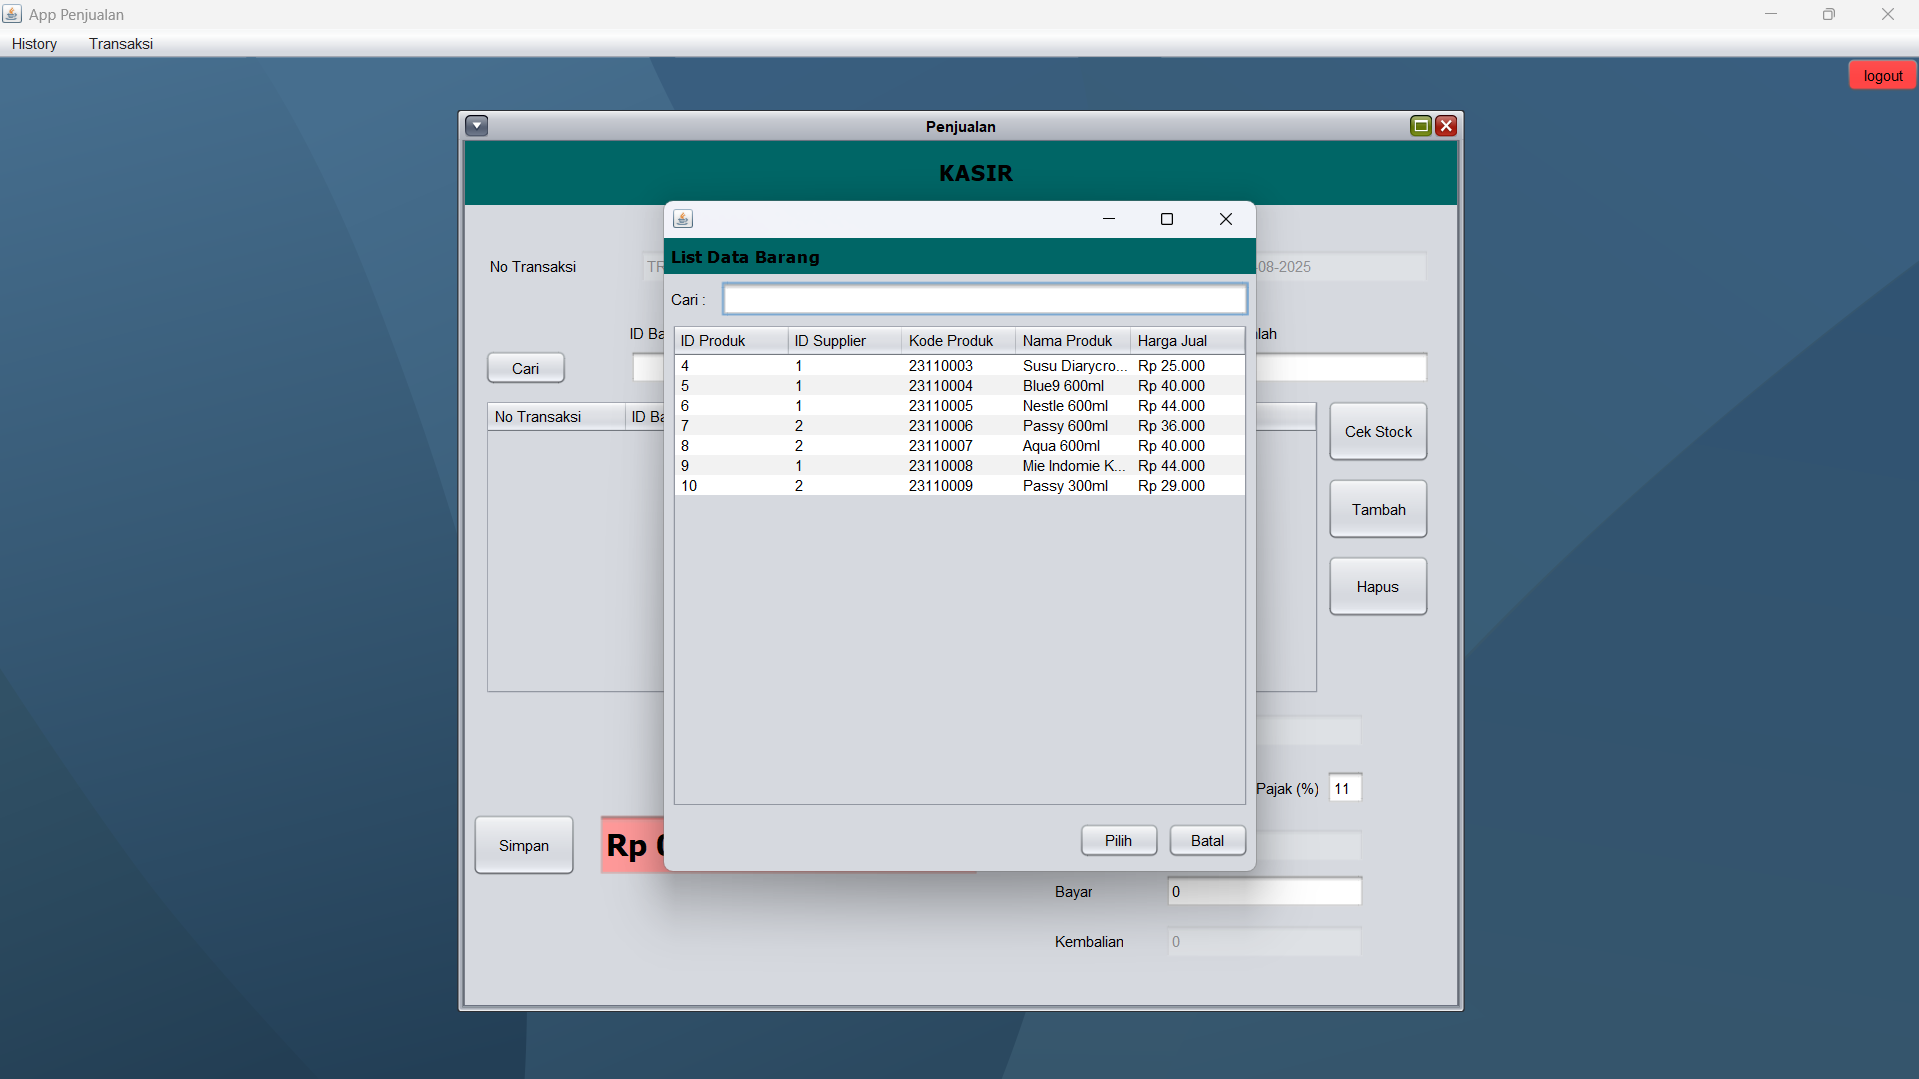 App Penjualan
History Transaksi
logout
Penjualan
KASIR
No Transaksi
-08-2025
List Data Barang
Cari :
ID Ba
lah
Cari
ID Produk ID Supplier Kode Produk Nama Produk Harga Jual
4 1 23110003 Susu Diarycro... Rp 25.000
5 1 23110004 Blue9 600ml Rp 40.000
6 1 23110005 Nestle 600ml Rp 44.000
7 2 23110006 Passy 600ml Rp 36.000
8 2 23110007 Aqua 600ml Rp 40.000
9 1 23110008 Mie Indomie K... Rp 44.000
10 2 23110009 Passy 300ml Rp 29.000
No Transaksi ID Ba
Cek Stock
Tambah
Hapus
Pajak (%) 11
Simpan
Rp
Pilih Batal
Bayar 0
Kembalian 0